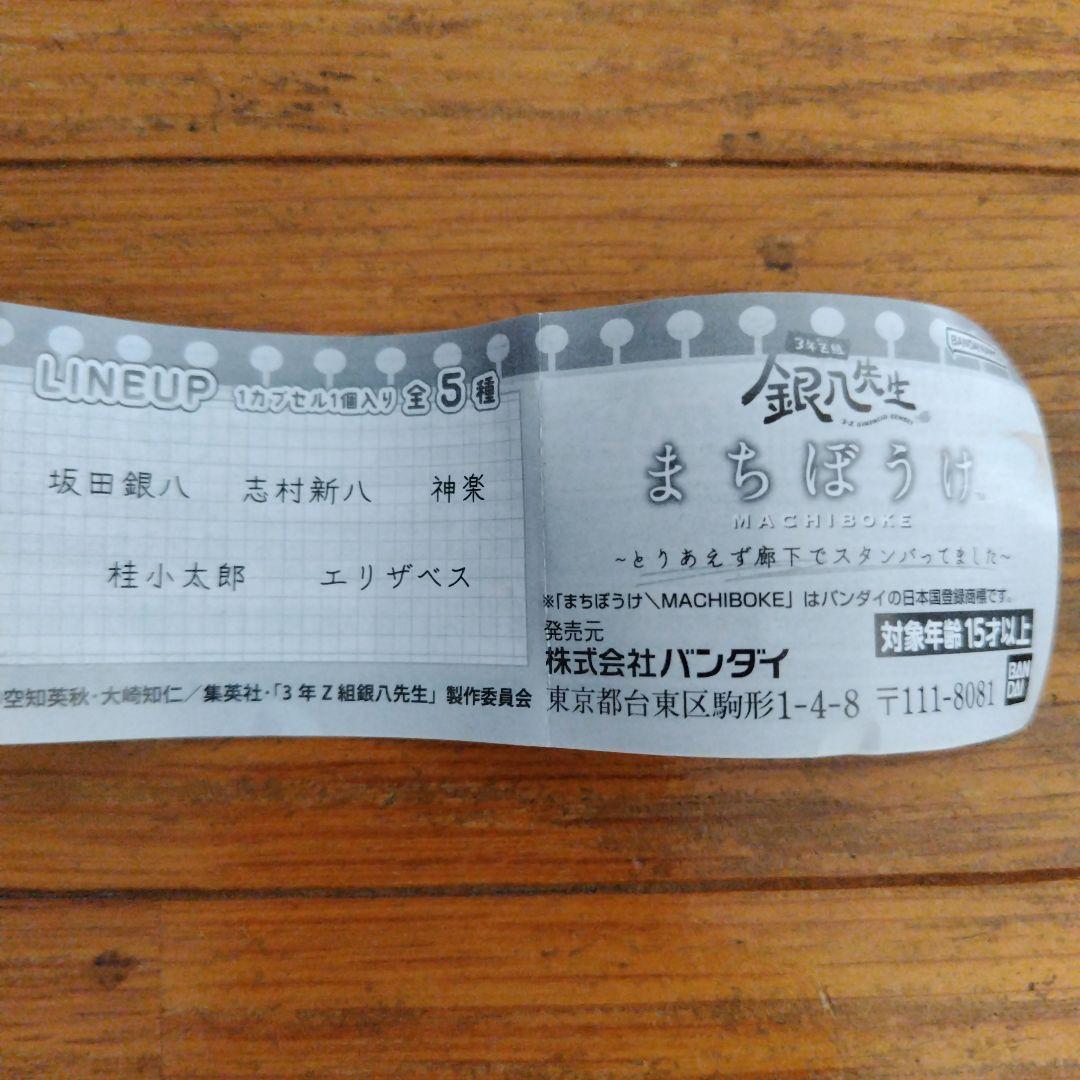 LINEUP 1カプセル1個入り 全5種
坂田銀八 志村新八 神楽
桂小太郎 エリザベス
空知英秋・大崎知仁/集英社・「3年Z組銀八先生」製作委員会
3年Z組
銀八先生
3-Z GINPACHI SENSEI
まちぼうけ™
MACHIBOKE
~とりあえず廊下でスタンバってました~
※「まちぼうけ\MACHIBOKE」はバンダイの日本国登録商標です。
発売元
対象年齢15才以上
株式会社バンダイ
東京都台東区駒形1-4-8 〒111-8081
BANDAI